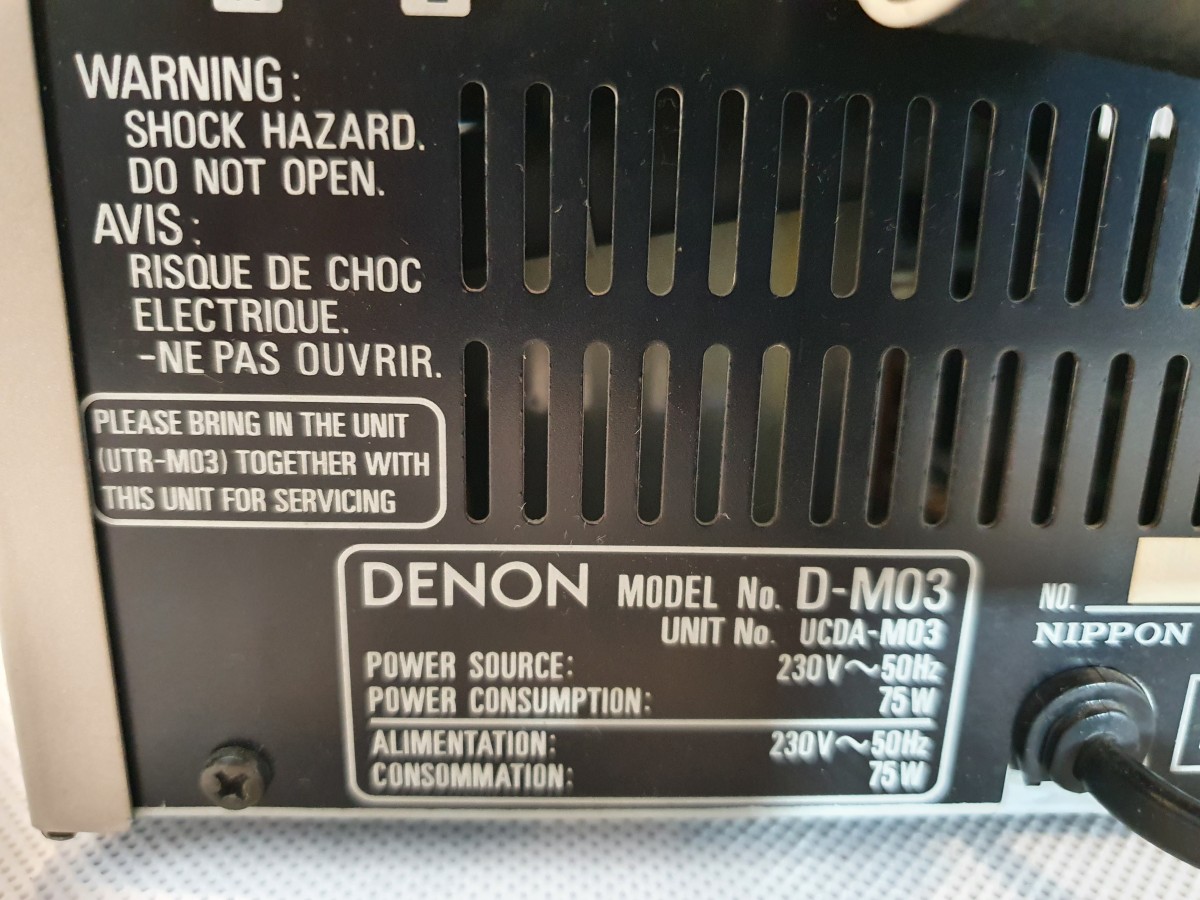 WARNING:
SHOCK HAZARD.
DO NOT OPEN.
AVIS:
RISQUE DE CHOC
ELECTRIQUE.
-NE PAS OUVRIR.
PLEASE BRING IN THE UNIT
(UTR-M03) TOGETHER WITH
THIS UNIT FOR SERVICING
DENON MODEL No. D-M03
UNIT No. UCDA-M03
POWER SOURCE: 230V~50Hz
POWER CONSUMPTION: 75W
ALIMENTATION: 230V~50Hz
CONSOMMATION: 75W
NO.
NIPPON